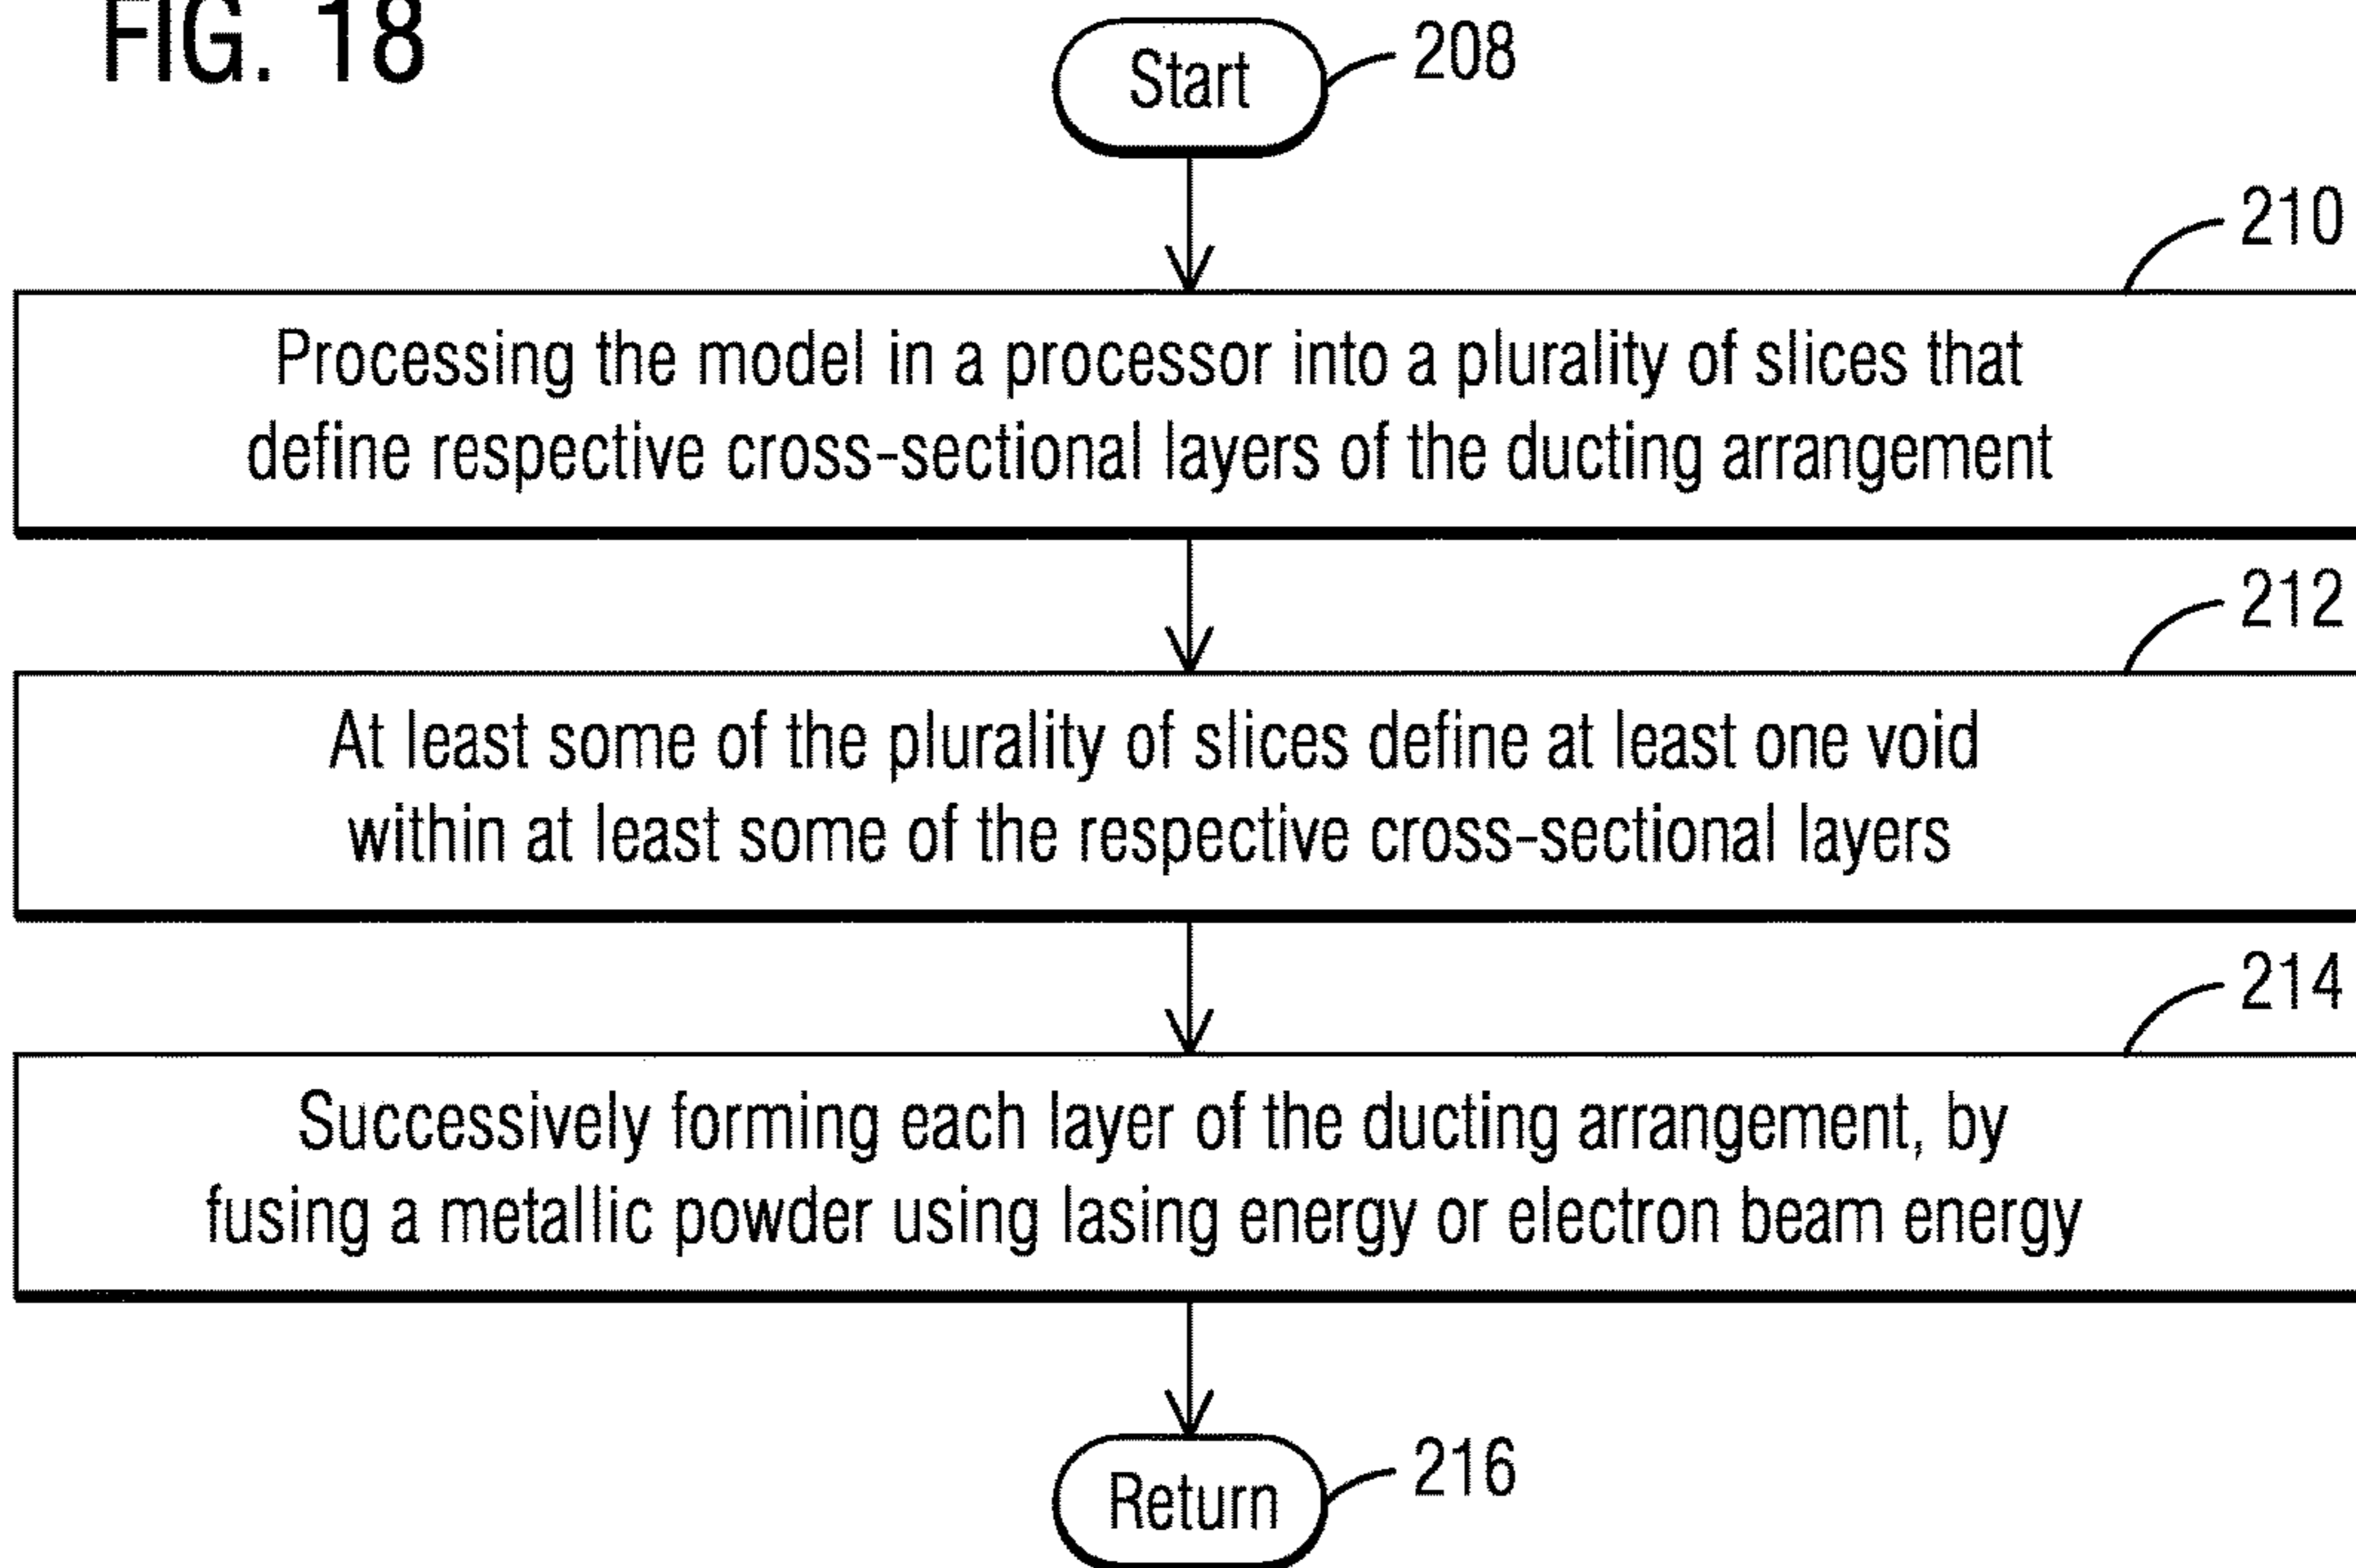 FIG. 18
Start
208
210
Processing the model in a processor into a plurality of slices that
define respective cross-sectional layers of the ducting arrangement
212
At least some of the plurality of slices define at least one void
within at least some of the respective cross-sectional layers
214
Successively forming each layer of the ducting arrangement, by
fusing a metallic powder using lasing energy or electron beam energy
Return
216